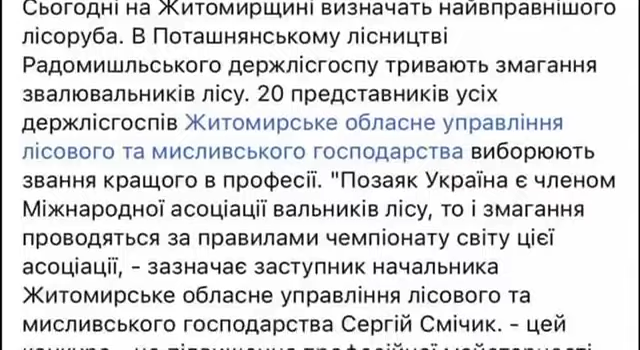 Сьогодні на Житомирщині визначать найвправнішого
лісоруба. В Поташнянському лісництві
Радомишльського держлісгоспу тривають змагання
звалювальників лісу. 20 представників усіх
держлісгоспів Житомирське обласне управління
лісового та мисливського господарства виборюють
звання кращого в професії. "Позаяк Україна є членом
Міжнародної асоціації вальників лісу, то і змагання
проводяться за правилами чемпіонату світу цієї
асоціації, - зазначає заступник начальника
Житомирське обласне управління лісового та
мисливського господарства Сергій Смічик. - цей